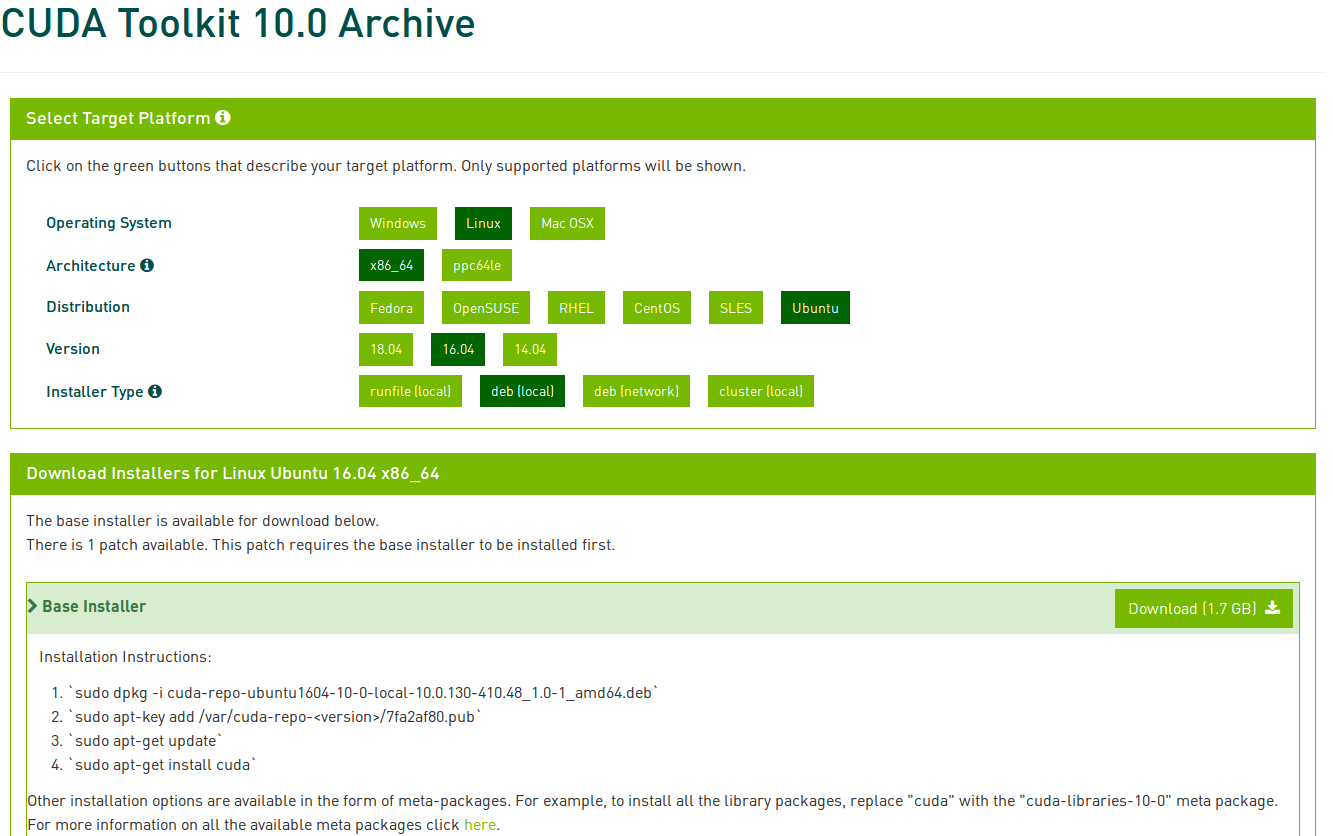 CUDA Toolkit 10.0 Archive
Select Target Platform
Click on the green buttons that describe your target platform. Only supported platforms will be shown.
Operating System Windows Linux Mac OSX
Architecture x86_64 ppc64le
Distribution Fedora OpenSUSE RHEL CentOS SLES Ubuntu
Version 18.04 16.04 14.04
Installer Type runfile (local) deb (local) deb (network) cluster (local)
Download Installers for Linux Ubuntu 16.04 x86_64
The base installer is available for download below.
There is 1 patch available. This patch requires the base installer to be installed first.
Base Installer Download (1.7 GB)
Installation Instructions:
1. `sudo dpkg -i cuda-repo-ubuntu1604-10-0-local-10.0.130-410.48_1.0-1_amd64.deb`
2. `sudo apt-key add /var/cuda-repo-<version>/7fa2af80.pub`
3. `sudo apt-get update`
4. `sudo apt-get install cuda`
Other installation options are available in the form of meta-packages. For example, to install all the library packages, replace "cuda" with the "cuda-libraries-10-0" meta package.
For more information on all the available meta packages click here.